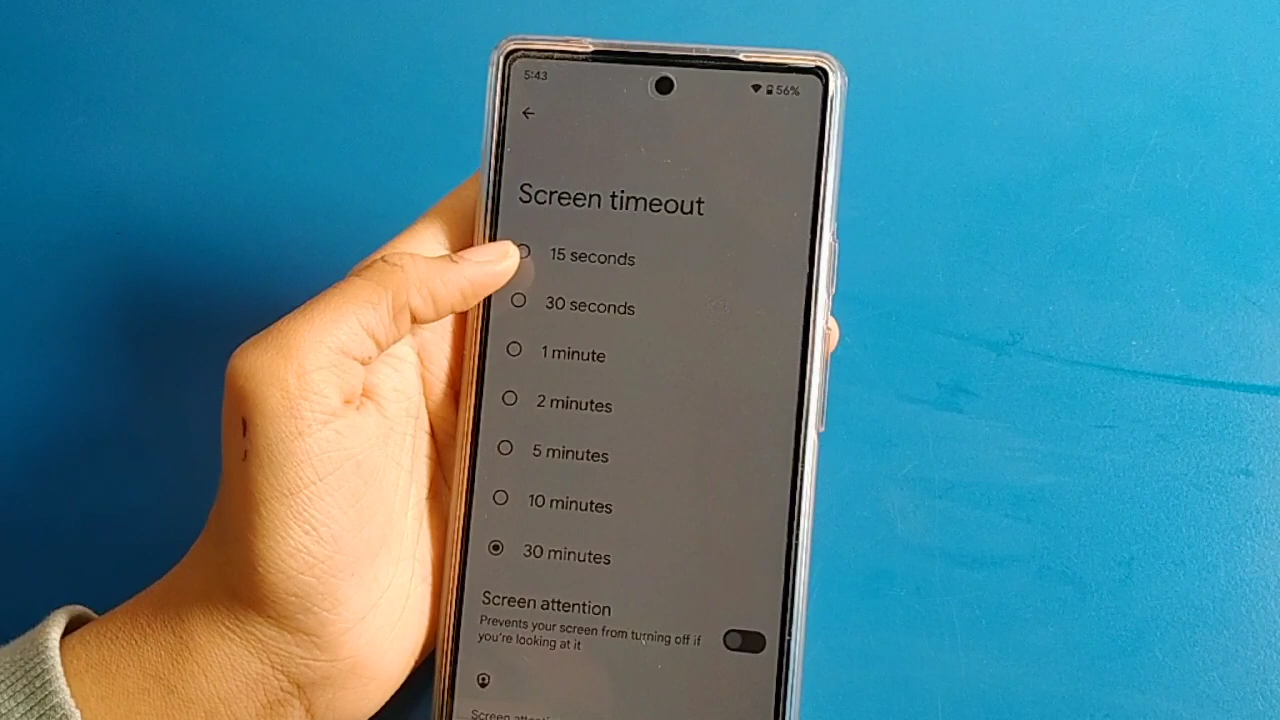 5:43
56%
Screen timeout
15 seconds
30 seconds
1 minute
2 minutes
5 minutes
10 minutes
30 minutes
Screen attention
Prevents your screen from turning off if
you're looking at it
Screen